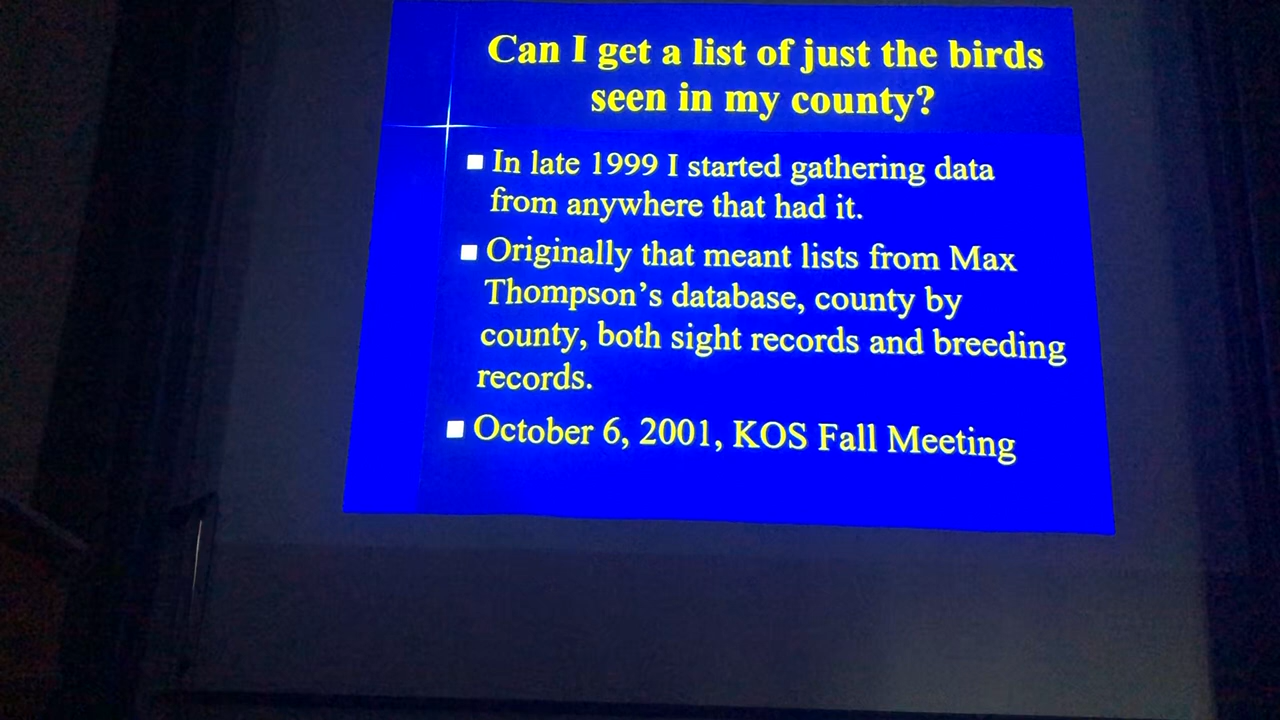 Can I get a list of just the birds
seen in my county?
In late 1999 I started gathering data
from anywhere that had it.
Originally that meant lists from Max
Thompson's database, county by
county, both sight records and breeding
records.
October 6, 2001, KOS Fall Meeting